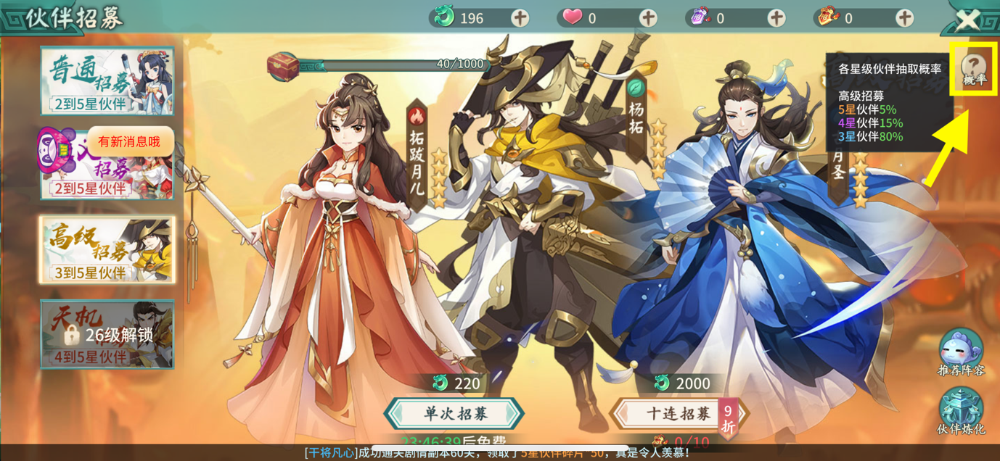 伙伴招募
196
0
0
0
普通招募
2到5星伙伴
有新消息哦
招募
2到5星伙伴
高级招募
3到5星伙伴
天机
26级解锁
4到5星伙伴
40/1000
拓跋月儿
杨拓
月圣
各星级伙伴抽取概率
高级招募
5星伙伴5%
4星伙伴15%
3星伙伴80%
?
概率
推荐阵容
伙伴炼化
220
单次招募
23:46:39后免费
2000
十连招募
9折
0/10
[干将凡心]成功通关剧情副本60关，领取了5星伙伴碎片*50，真是令人羡慕！